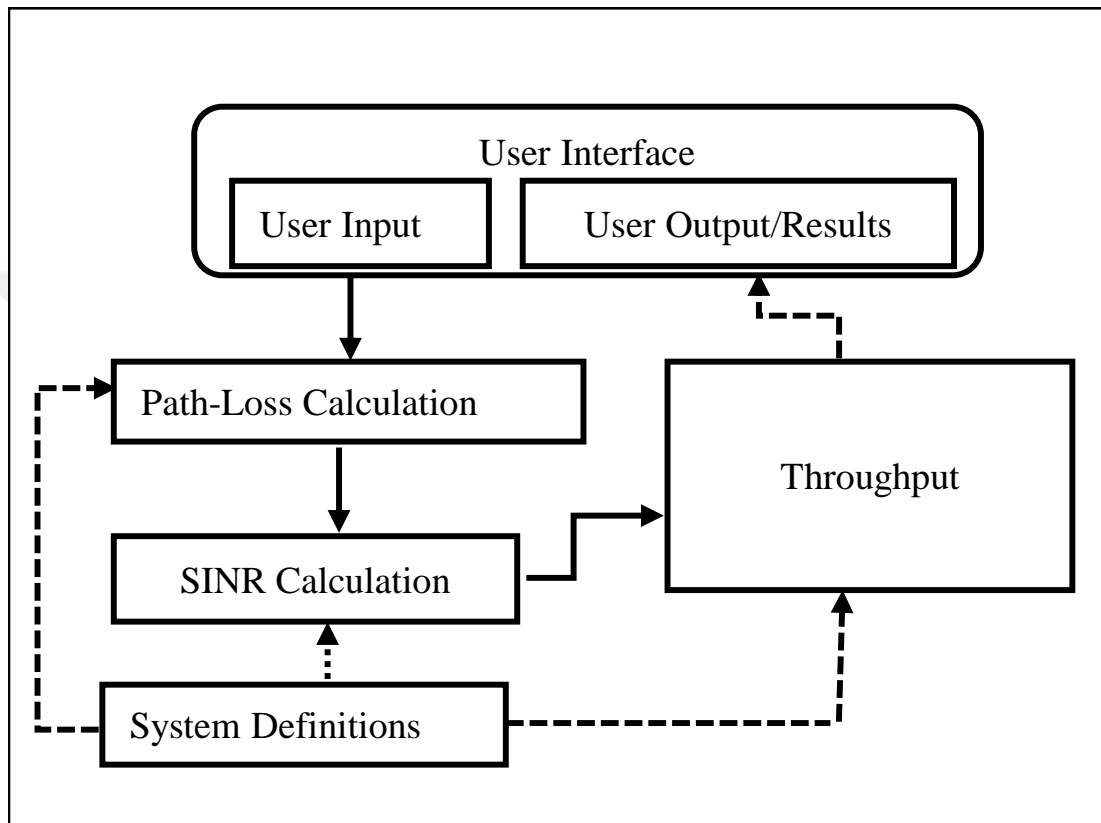 User Interface
User Input
User Output/Results
Path-Loss Calculation
Throughput
SINR Calculation
System Definitions